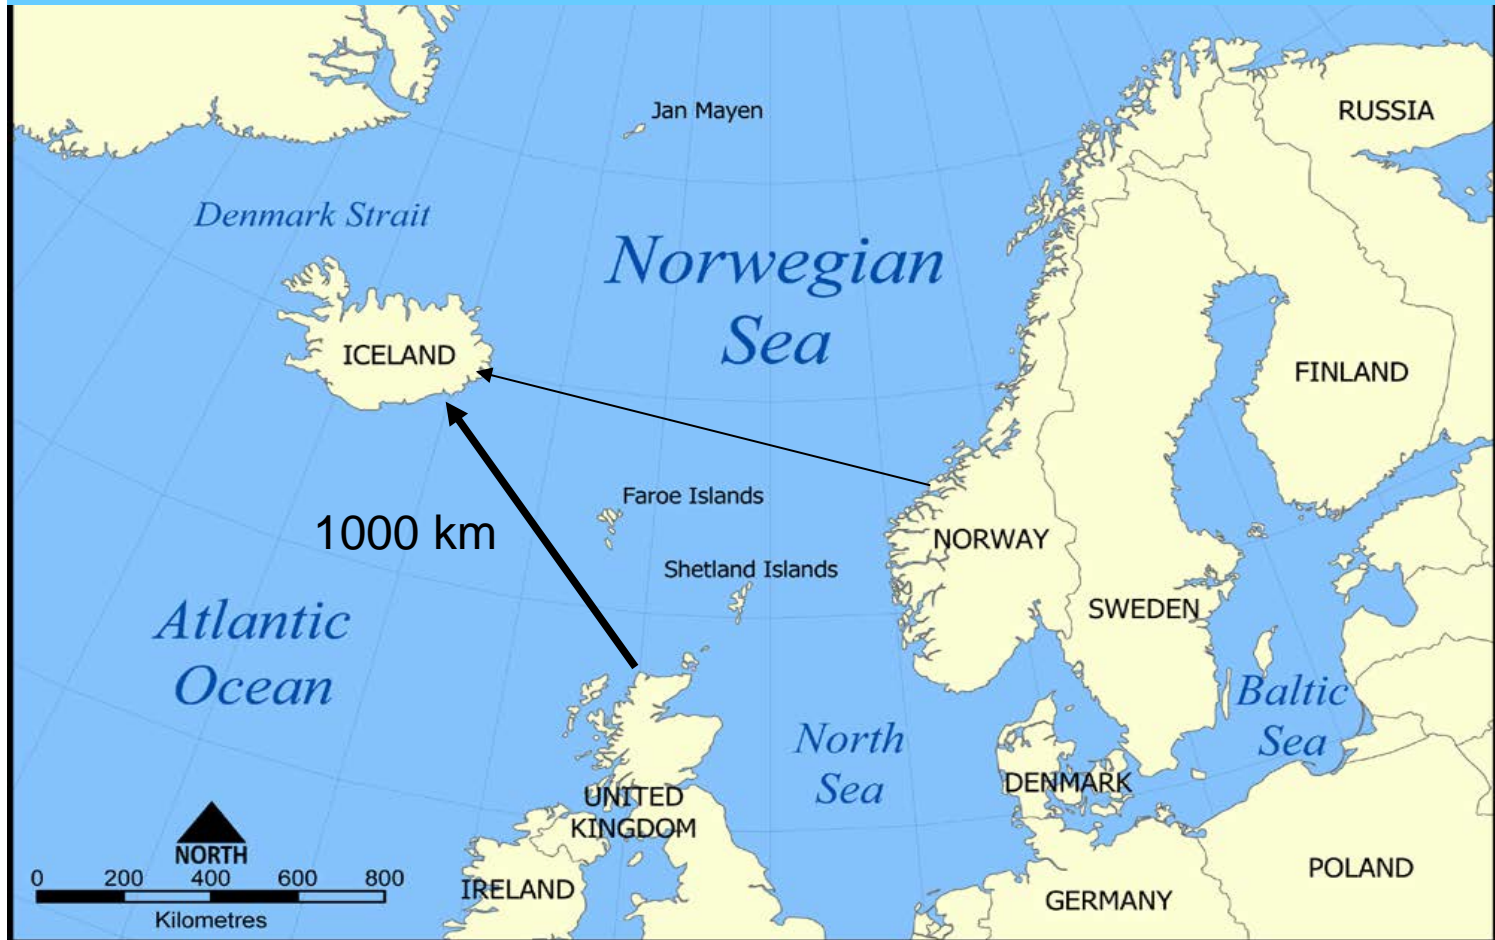 Jan Mayen
RUSSIA
Denmark Strait
Norwegian
Sea
ICELAND
FINLAND
Faroe Islands
1000 km
NORWAY
Shetland Islands
SWEDEN
Atlantic
Ocean
Baltic
Sea
North
Sea
DENMARK
UNITED
KINGDOM
NORTH
0 200 400 600 800
Kilometres
IRELAND
GERMANY
POLAND